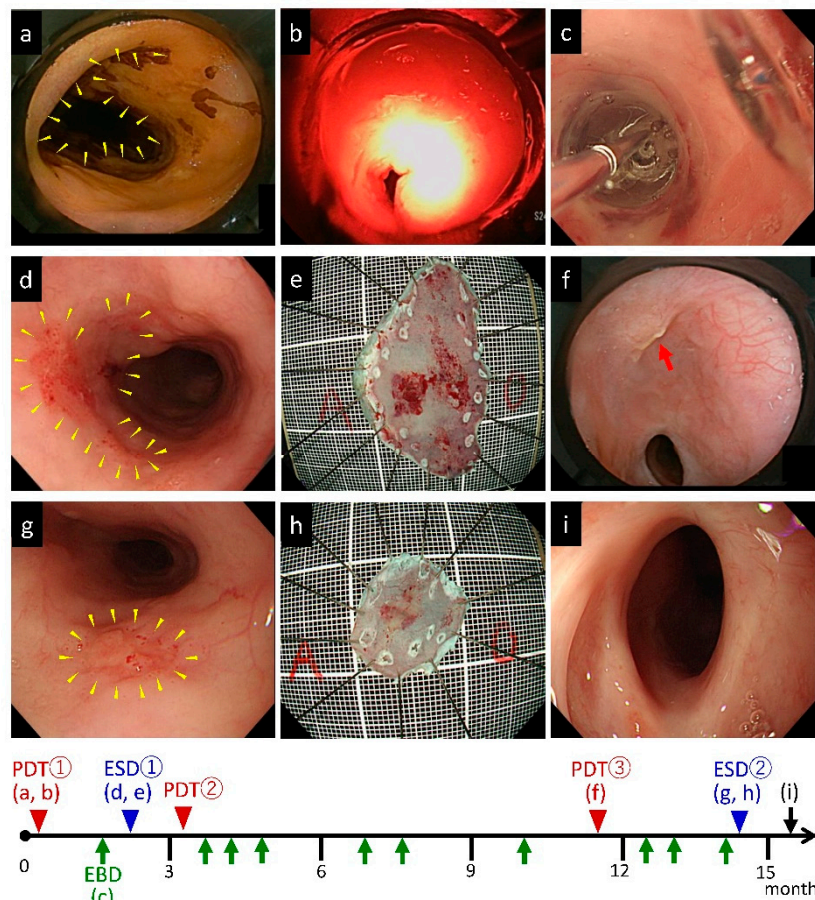 a b c
d e f
A O
g h i
A O
PDT① ESD① PDT② PDT③ ESD② (i)
(a, b) (d, e) (f) (g, h)
0 3 6 9 12 15
EBD month
(c)